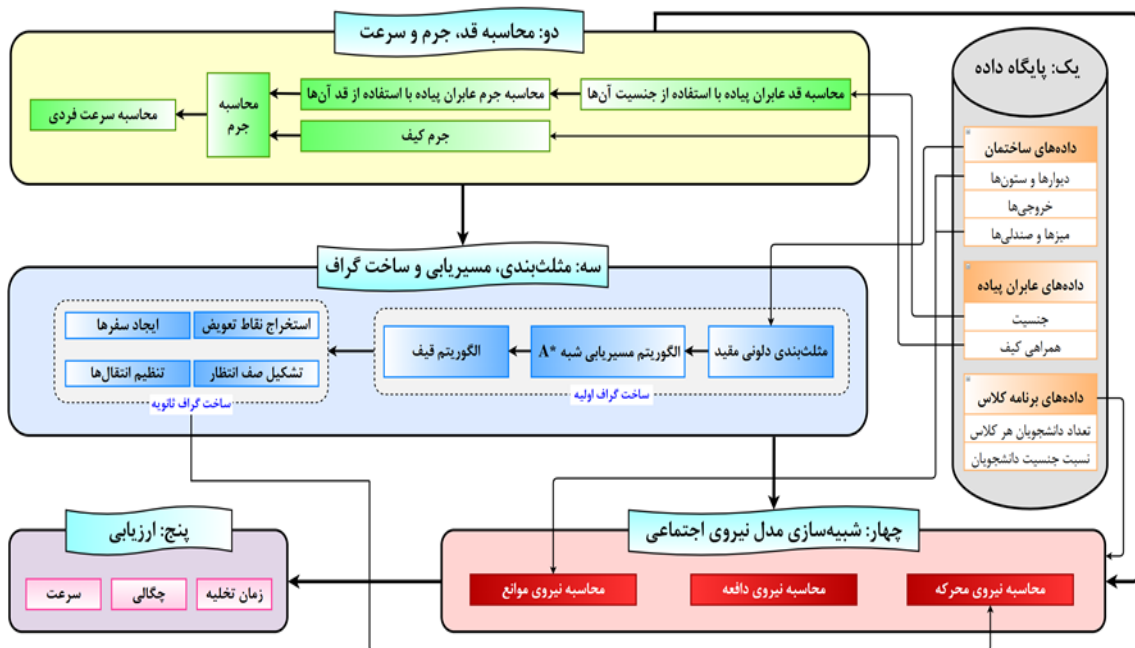 یک: پایگاه داده
داده‌های ساختمان
دیوارها و ستون‌ها
خروجی‌ها
میزها و صندلی‌ها
داده‌های عابران پیاده
جنسیت
همراهی کیف
داده‌های برنامه کلاس
تعداد دانشجویان هر کلاس
نسبت جنسیت دانشجویان
دو: محاسبه قد، جرم و سرعت
محاسبه قد عابران پیاده با استفاده از جنسیت آن‌ها
محاسبه جرم عابران پیاده با استفاده از قد آن‌ها
جرم کیف
محاسبه
جرم
محاسبه سرعت فردی
سه: مثلث‌بندی، مسیریابی و ساخت گراف
مثلث‌بندی دلونی مقید
الگوریتم مسیریابی شبه A*
الگوریتم قیف
ساخت گراف اولیه
استخراج نقاط تعویض
ایجاد سفرها
تشکیل صف انتظار
تنظیم انتقال‌ها
ساخت گراف ثانویه
چهار: شبیه‌سازی مدل نیروی اجتماعی
محاسبه نیروی محرکه
محاسبه نیروی دافعه
محاسبه نیروی موانع
پنج: ارزیابی
زمان تخلیه
چگالی
سرعت